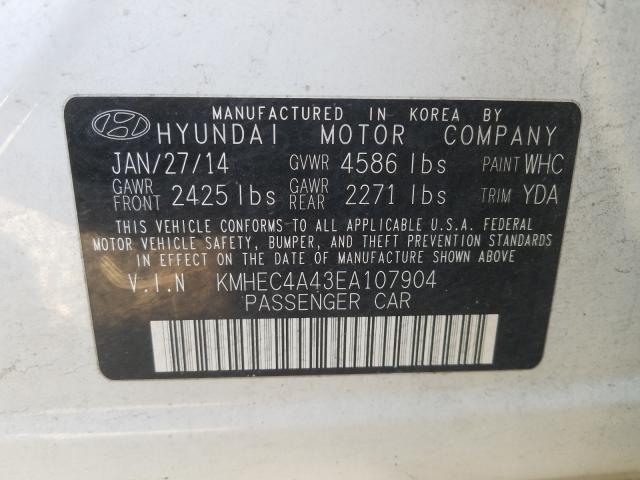 MANUFACTURED IN KOREA BY
HYUNDAI MOTOR COMPANY
JAN/27/14 GVWR 4586 lbs PAINT WHC
GAWR FRONT 2425 lbs GAWR REAR 2271 lbs TRIM YDA
THIS VEHICLE CONFORMS TO ALL APPLICABLE U.S.A. FEDERAL
MOTOR VEHICLE SAFETY, BUMPER, AND THEFT PREVENTION STANDARDS
IN EFFECT ON THE DATE OF MANUFACTURE SHOWN ABOVE
V.I.N KMHEC4A43EA107904
PASSENGER CAR